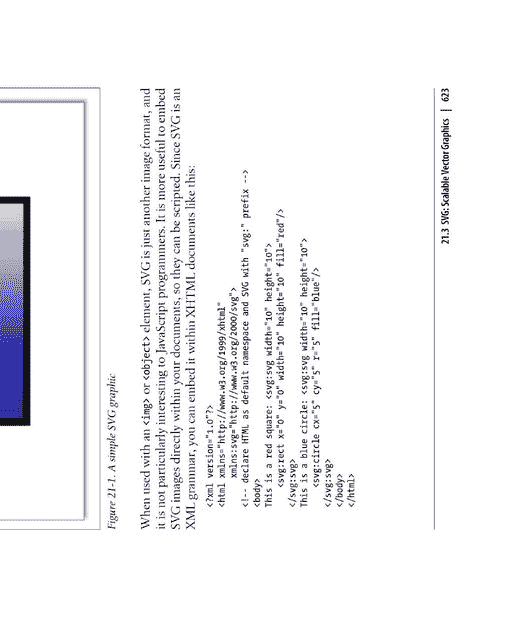 Figure 21-1. A simple SVG graphic
When used with an <img> or <object> element, SVG is just another image format, and
it is not particularly interesting to JavaScript programmers. It is more useful to embed
SVG images directly within your documents, so they can be scripted. Since SVG is an
XML grammar, you can embed it within XHTML documents like this:
<?xml version="1.0"?>
<html xmlns="http://www.w3.org/1999/xhtml"
xmlns:svg="http://www.w3.org/2000/svg">
<!-- declare HTML as default namespace and SVG with "svg:" prefix -->
<body>
This is a red square: <svg:svg width="10" height="10">
<svg:rect x="0" y="0" width="10" height="10" fill="red"/>
</svg:svg>
This is a blue circle: <svg:svg width="10" height="10">
<svg:circle cx="5" cy="5" r="5" fill="blue"/>
</svg:svg>
</body>
</html>
21.3 SVG: Scalable Vector Graphics | 623